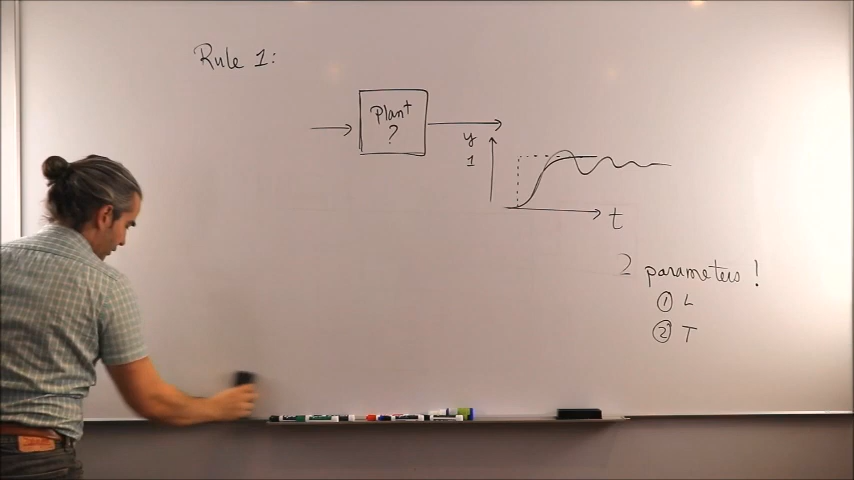 Rule 1:
Plant
?
y
1
t
2 parameters !
① L
② T